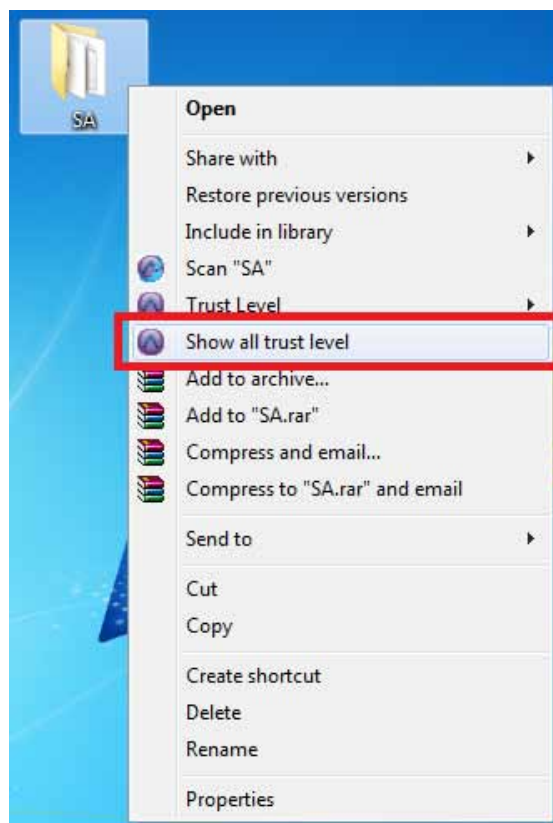 SA
Open
Share with
Restore previous versions
Include in library
Scan "SA"
Trust Level
Show all trust level
Add to archive...
Add to "SA.rar"
Compress and email...
Compress to "SA.rar" and email
Send to
Cut
Copy
Create shortcut
Delete
Rename
Properties